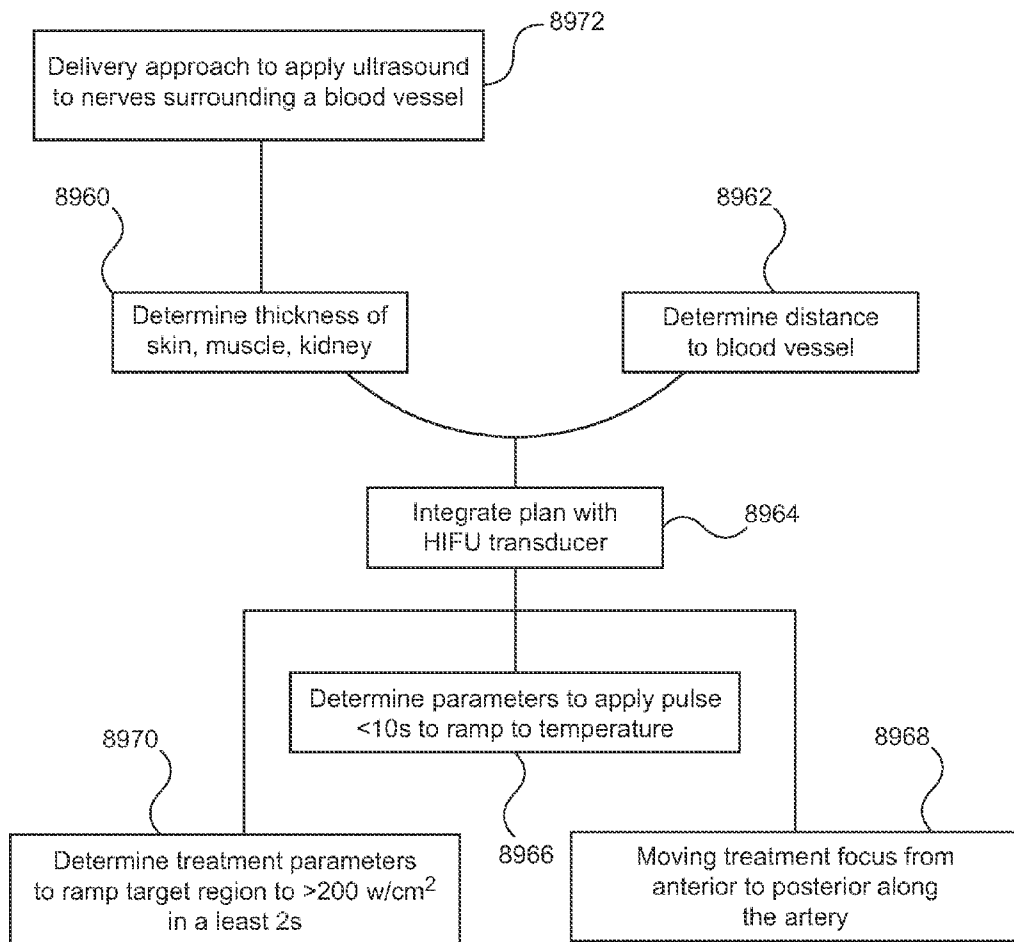 8972
Delivery approach to apply ultrasound
to nerves surrounding a blood vessel
8960
8962
Determine thickness of
skin, muscle, kidney
Determine distance
to blood vessel
Integrate plan with
HIFU transducer
8964
Determine parameters to apply pulse
<10s to ramp to temperature
8970
8968
8966
Determine treatment parameters
to ramp target region to >200 w/cm²
in a least 2s
Moving treatment focus from
anterior to posterior along
the artery